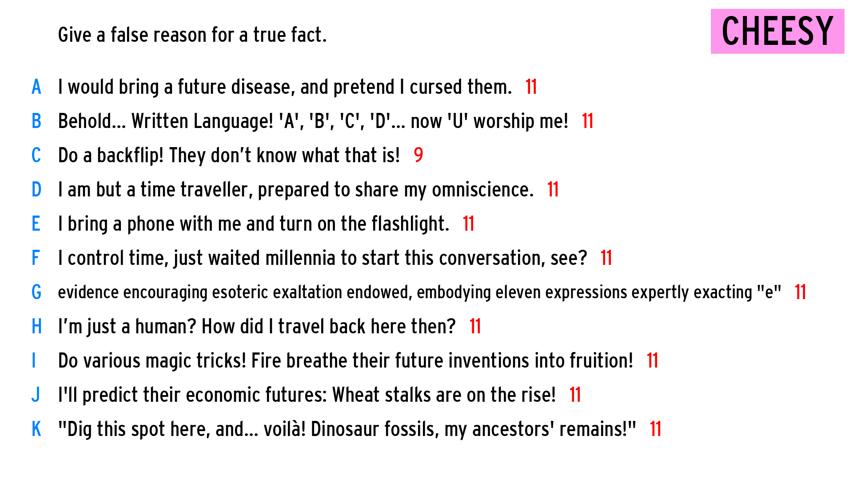 CHEESY
Give a false reason for a true fact.
A I would bring a future disease, and pretend I cursed them. 11
B Behold... Written Language! 'A', 'B', 'C', 'D'... now 'U' worship me! 11
C Do a backflip! They don't know what that is! 9
D I am but a time traveller, prepared to share my omniscience. 11
E I bring a phone with me and turn on the flashlight. 11
F I control time, just waited millennia to start this conversation, see? 11
G evidence encouraging esoteric exaltation endowed, embodying eleven expressions expertly exacting "e" 11
H I'm just a human? How did I travel back here then? 11
I Do various magic tricks! Fire breathe their future inventions into fruition! 11
J I'll predict their economic futures: Wheat stalks are on the rise! 11
K "Dig this spot here, and... voilà! Dinosaur fossils, my ancestors' remains!" 11